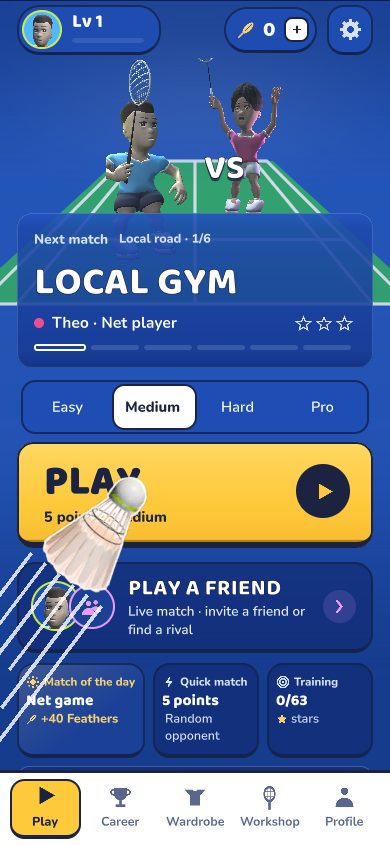 Lv 1
0
+
VS
Next match Local road · 1/6
LOCAL GYM
Theo · Net player
Easy
Medium
Hard
Pro
PLAY
5
PLAY A FRIEND
Live match · invite a friend or
find a rival
Match of the day
Net game
+40 Feathers
Quick match
5 points
Random
opponent
Training
0/63
stars
Play
Career
Wardrobe
Workshop
Profile